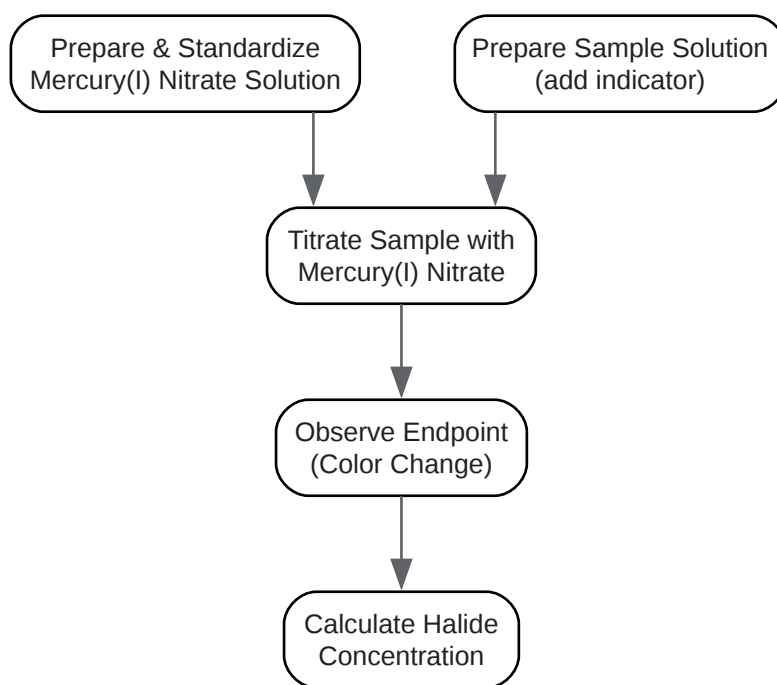 Prepare & Standardize
Mercury(I) Nitrate Solution
Prepare Sample Solution
(add indicator)
Titrate Sample with
Mercury(I) Nitrate
Observe Endpoint
(Color Change)
Calculate Halide
Concentration